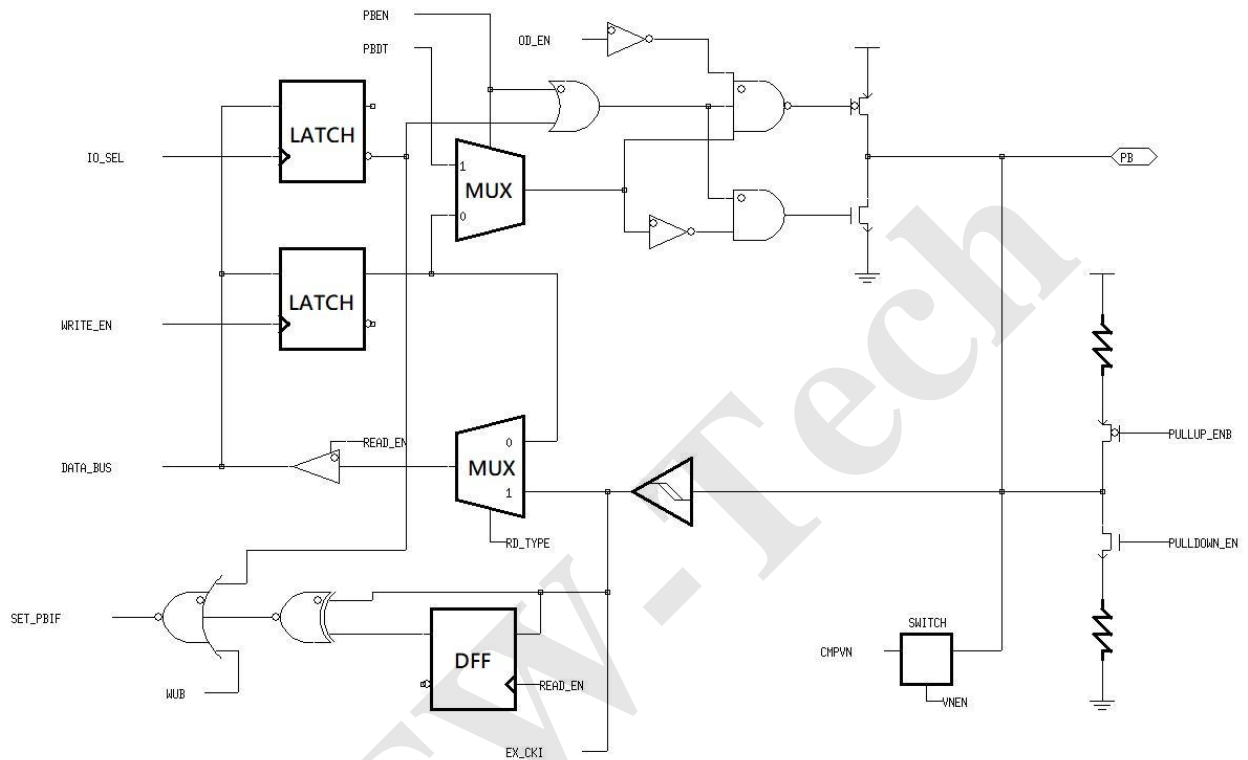 PBEN
PBDT
OD_EN
LATCH
IO_SEL
1
MUX
0
PB
LATCH
WRITE_EN
READ_EN
0
DATA_BUS
MUX
1
RD_TYPE
PULLUP_ENB
PULLDOWN_EN
SET_PBIF
WUB
DFF
READ_EN
EX_CKI
SWITCH
CMPVN
VNEN
-Tech